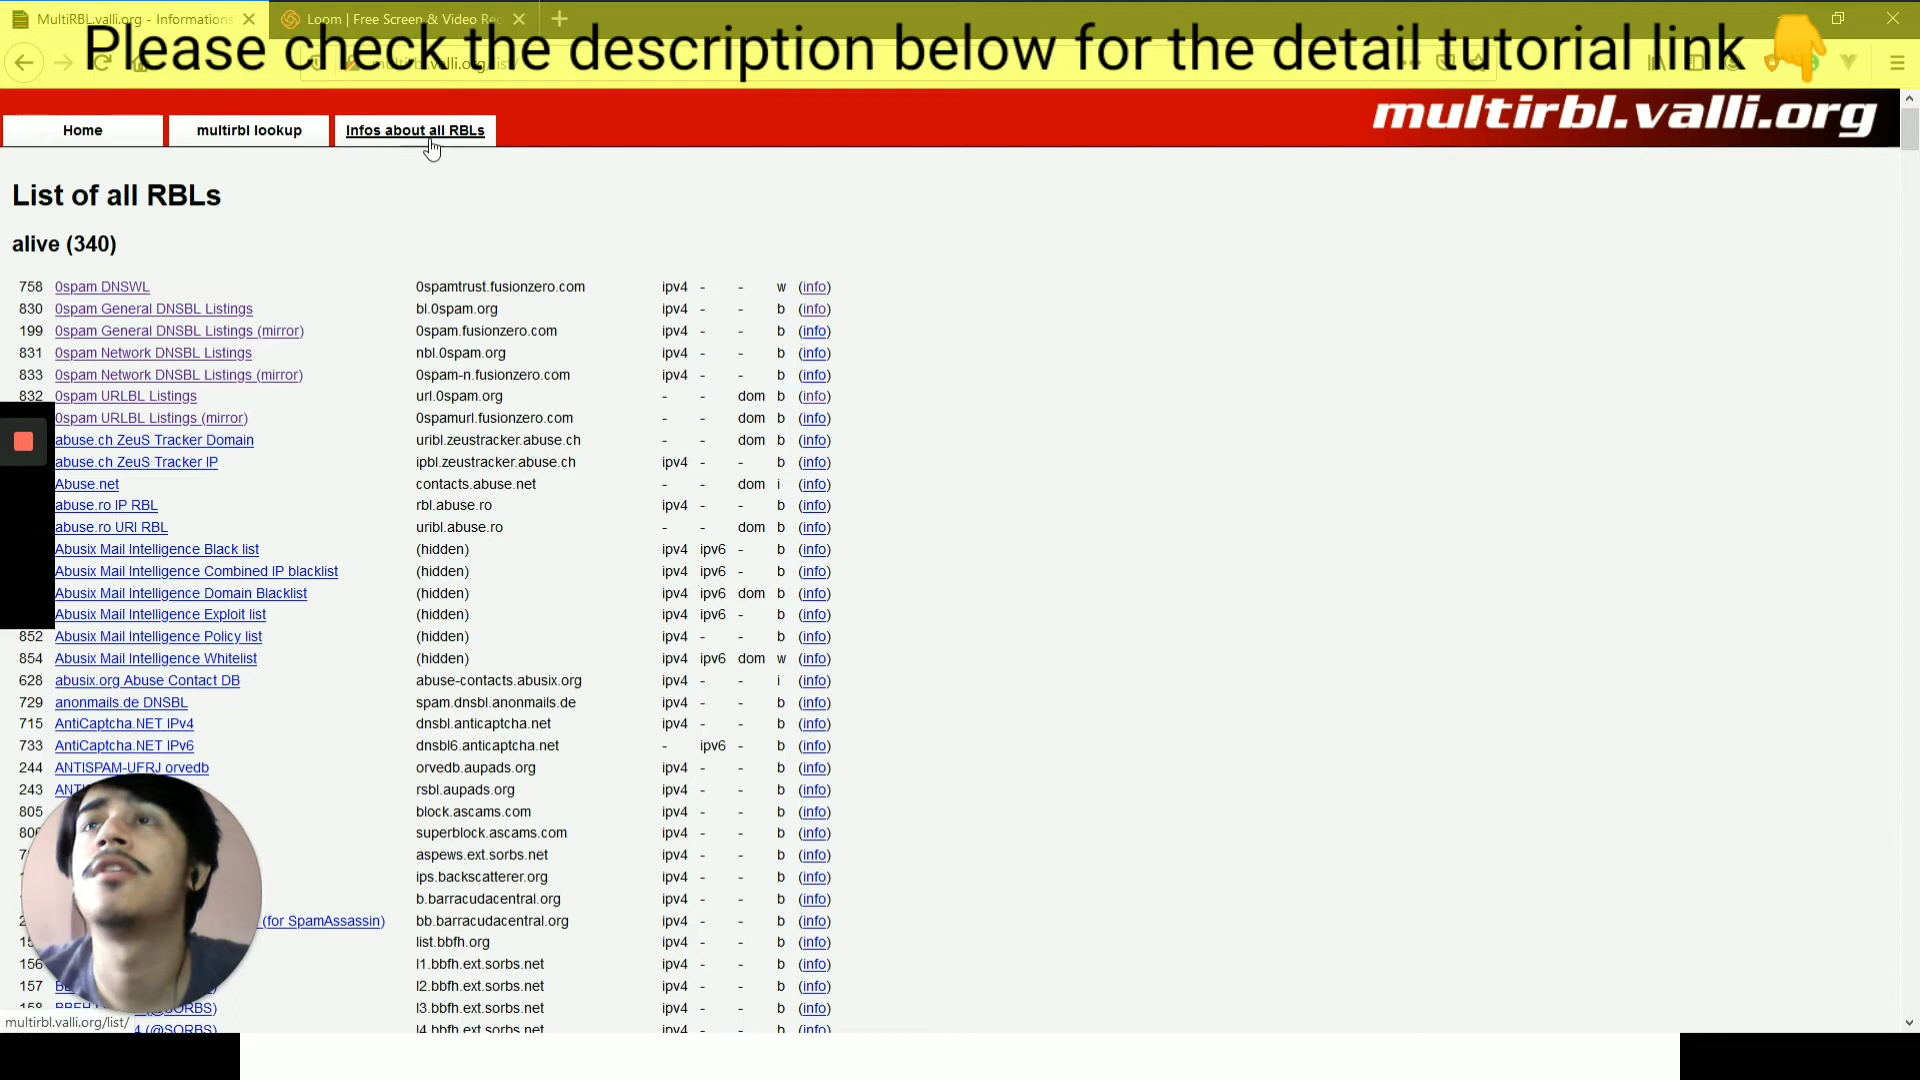 MultiRBL.valli.org - Informations
Loom | Free Screen & Video Rec
Please check the description below for the detail tutorial link
multirbl.valli.org/list/
Home
multirbl lookup
Infos about all RBLs
multirbl.valli.org
List of all RBLs
alive (340)
758 0spam DNSWL 0spamtrust.fusionzero.com ipv4 - - w (info)
830 0spam General DNSBL Listings bl.0spam.org ipv4 - - b (info)
199 0spam General DNSBL Listings (mirror) 0spam.fusionzero.com ipv4 - - b (info)
831 0spam Network DNSBL Listings nbl.0spam.org ipv4 - - b (info)
833 0spam Network DNSBL Listings (mirror) 0spam-n.fusionzero.com ipv4 - - b (info)
832 0spam URLBL Listings url.0spam.org - - dom b (info)
0spam URLBL Listings (mirror) 0spamurl.fusionzero.com - - dom b (info)
abuse.ch ZeuS Tracker Domain uribl.zeustracker.abuse.ch - - dom b (info)
abuse.ch ZeuS Tracker IP ipbl.zeustracker.abuse.ch ipv4 - - b (info)
Abuse.net contacts.abuse.net - - dom i (info)
abuse.ro IP RBL rbl.abuse.ro ipv4 - - b (info)
abuse.ro URI RBL uribl.abuse.ro - - dom b (info)
Abusix Mail Intelligence Black list (hidden) ipv4 ipv6 - b (info)
Abusix Mail Intelligence Combined IP blacklist (hidden) ipv4 ipv6 - b (info)
Abusix Mail Intelligence Domain Blacklist (hidden) ipv4 ipv6 dom b (info)
Abusix Mail Intelligence Exploit list (hidden) ipv4 ipv6 - b (info)
852 Abusix Mail Intelligence Policy list (hidden) ipv4 - - b (info)
854 Abusix Mail Intelligence Whitelist (hidden) ipv4 ipv6 dom w (info)
628 abusix.org Abuse Contact DB abuse-contacts.abusix.org ipv4 - - i (info)
729 anonmails.de DNSBL spam.dnsbl.anonmails.de ipv4 - - b (info)
715 AntiCaptcha.NET IPv4 dnsbl.anticaptcha.net ipv4 - - b (info)
733 AntiCaptcha.NET IPv6 dnsbl6.anticaptcha.net - ipv6 - b (info)
244 ANTISPAM-UFRJ orvedb orvedb.aupads.org ipv4 - - b (info)
243 rsbl.aupads.org ipv4 - - b (info)
805 block.ascams.com ipv4 - - b (info)
superblock.ascams.com ipv4 - - b (info)
aspews.ext.sorbs.net ipv4 - - b (info)
ips.backscatterer.org ipv4 - - b (info)
b.barracudacentral.org ipv4 - - b (info)
(for SpamAssassin) bb.barracudacentral.org ipv4 - - b (info)
list.bbfh.org ipv4 - - b (info)
156 l1.bbfh.ext.sorbs.net ipv4 - - b (info)
157 l2.bbfh.ext.sorbs.net ipv4 - - b (info)
158 BBFH (@SORBS) l3.bbfh.ext.sorbs.net ipv4 - - b (info)
4 (@SORBS) l4.bbfh.ext.sorbs.net ipv4 - - b (info)
multirbl.valli.org/list/